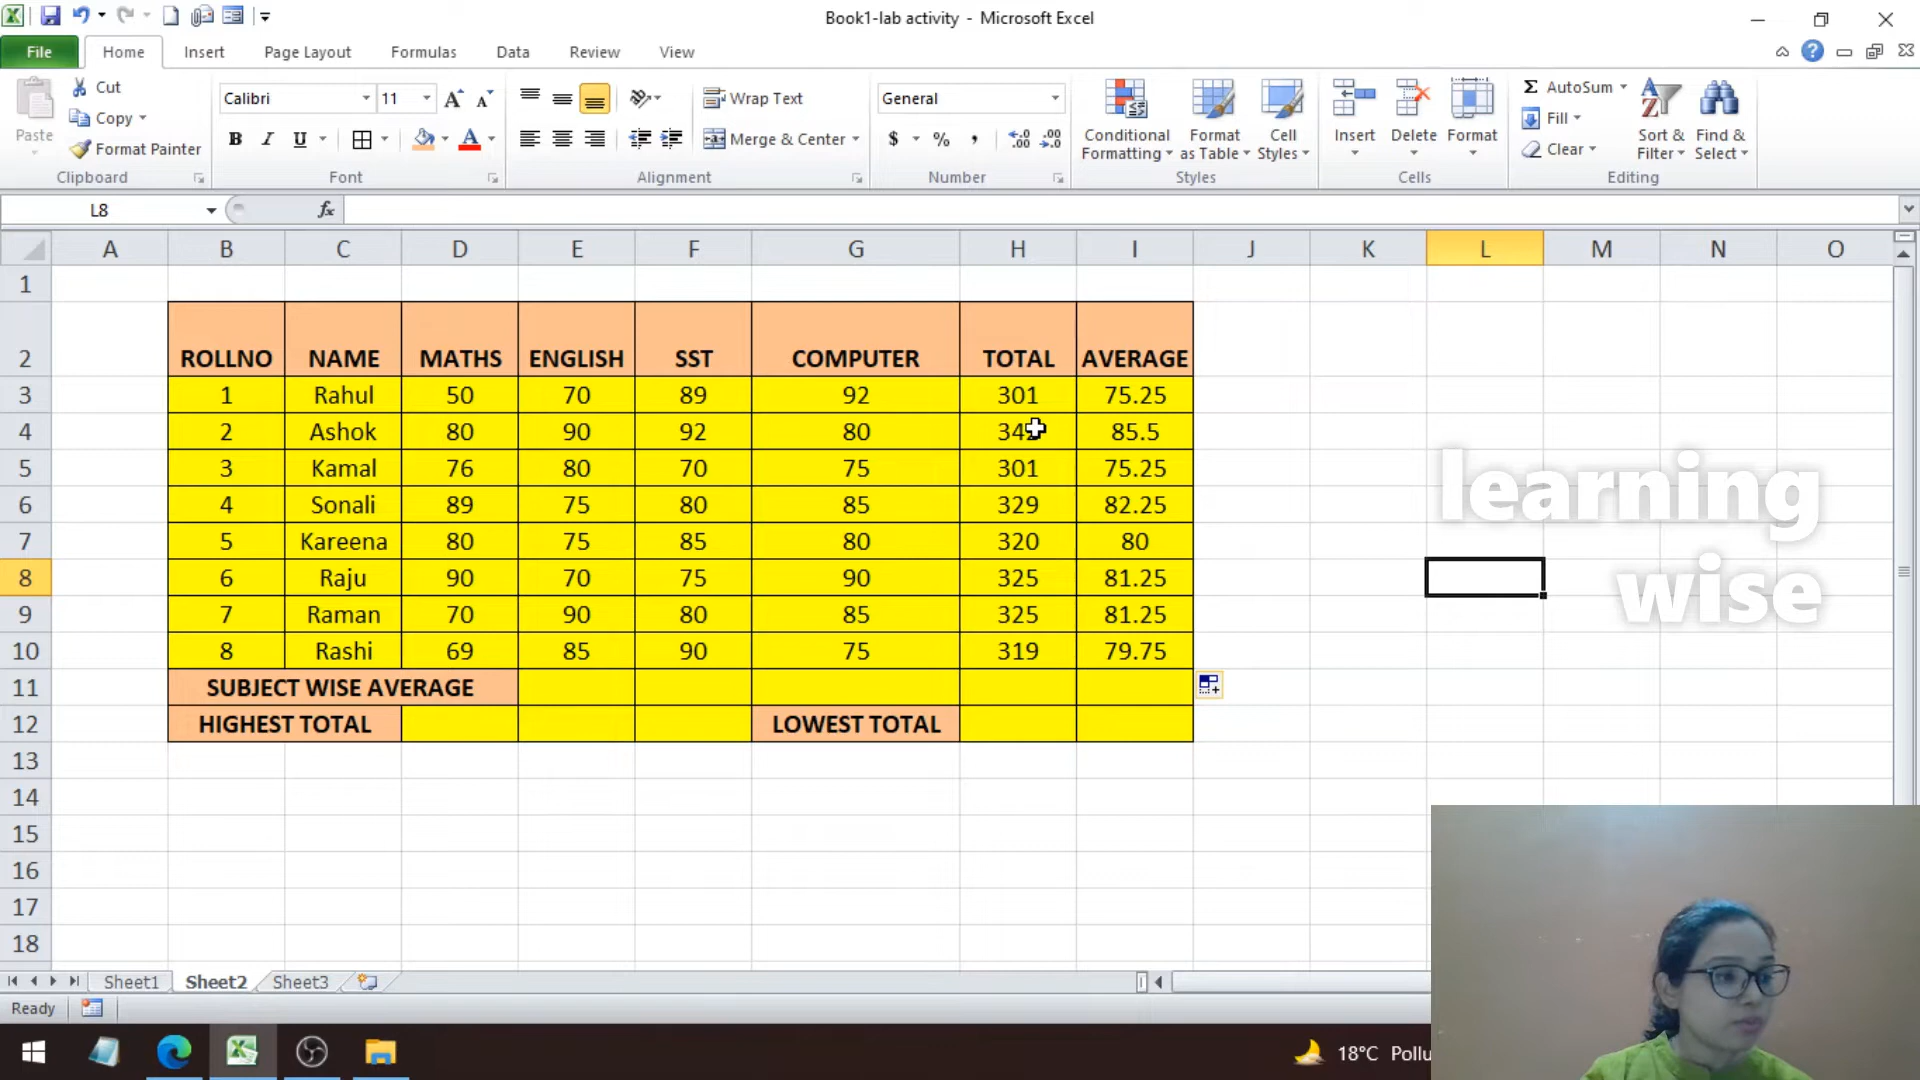 Book1-lab activity - Microsoft Excel
File Home Insert Page Layout Formulas Data Review View
Cut
Copy
Format Painter
Paste
Clipboard
Calibri 11
B I U
Font
Wrap Text
Merge & Center
Alignment
General
$ % ,
Number
Conditional Formatting
Format as Table
Cell Styles
Styles
Insert Delete Format
Cells
Σ AutoSum
Fill
Clear
Sort & Filter
Find & Select
Editing
L8 fx
A B C D E F G H I J K L M N O
1
2 ROLLNO NAME MATHS ENGLISH SST COMPUTER TOTAL AVERAGE
3 1 Rahul 50 70 89 92 301 75.25
4 2 Ashok 80 90 92 80 85.5
5 3 Kamal 76 80 70 75 301 75.25
6 4 Sonali 89 75 80 85 329 82.25
7 5 Kareena 80 75 85 80 320 80
8 6 Raju 90 70 75 90 325 81.25
9 7 Raman 70 90 80 85 325 81.25
10 8 Rashi 69 85 90 75 319 79.75
11 SUBJECT WISE AVERAGE
12 HIGHEST TOTAL LOWEST TOTAL
13
14
15
16
17
18
learning
wise
Sheet1 Sheet2 Sheet3
Ready
18°C Pollu